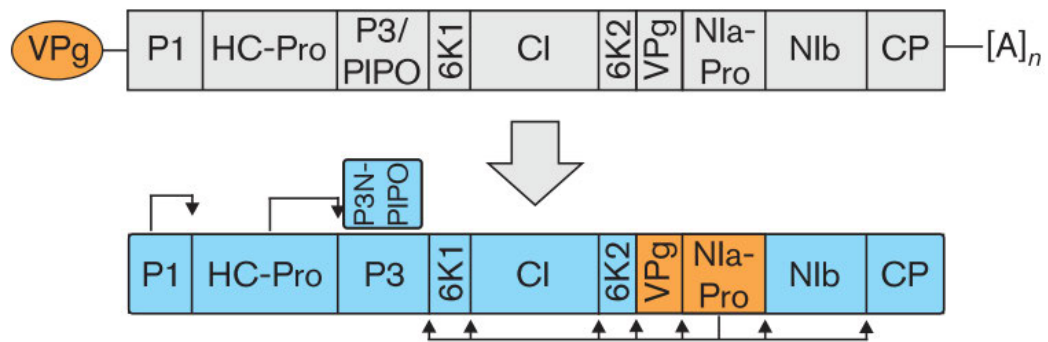 VPg P1 HC-Pro P3/ PIPO 6K1 CI 6K2 VPg NIa- Pro NIb CP [A]n
P3N- PIPO
P1 HC-Pro P3 6K1 CI 6K2 VPg NIa- Pro NIb CP